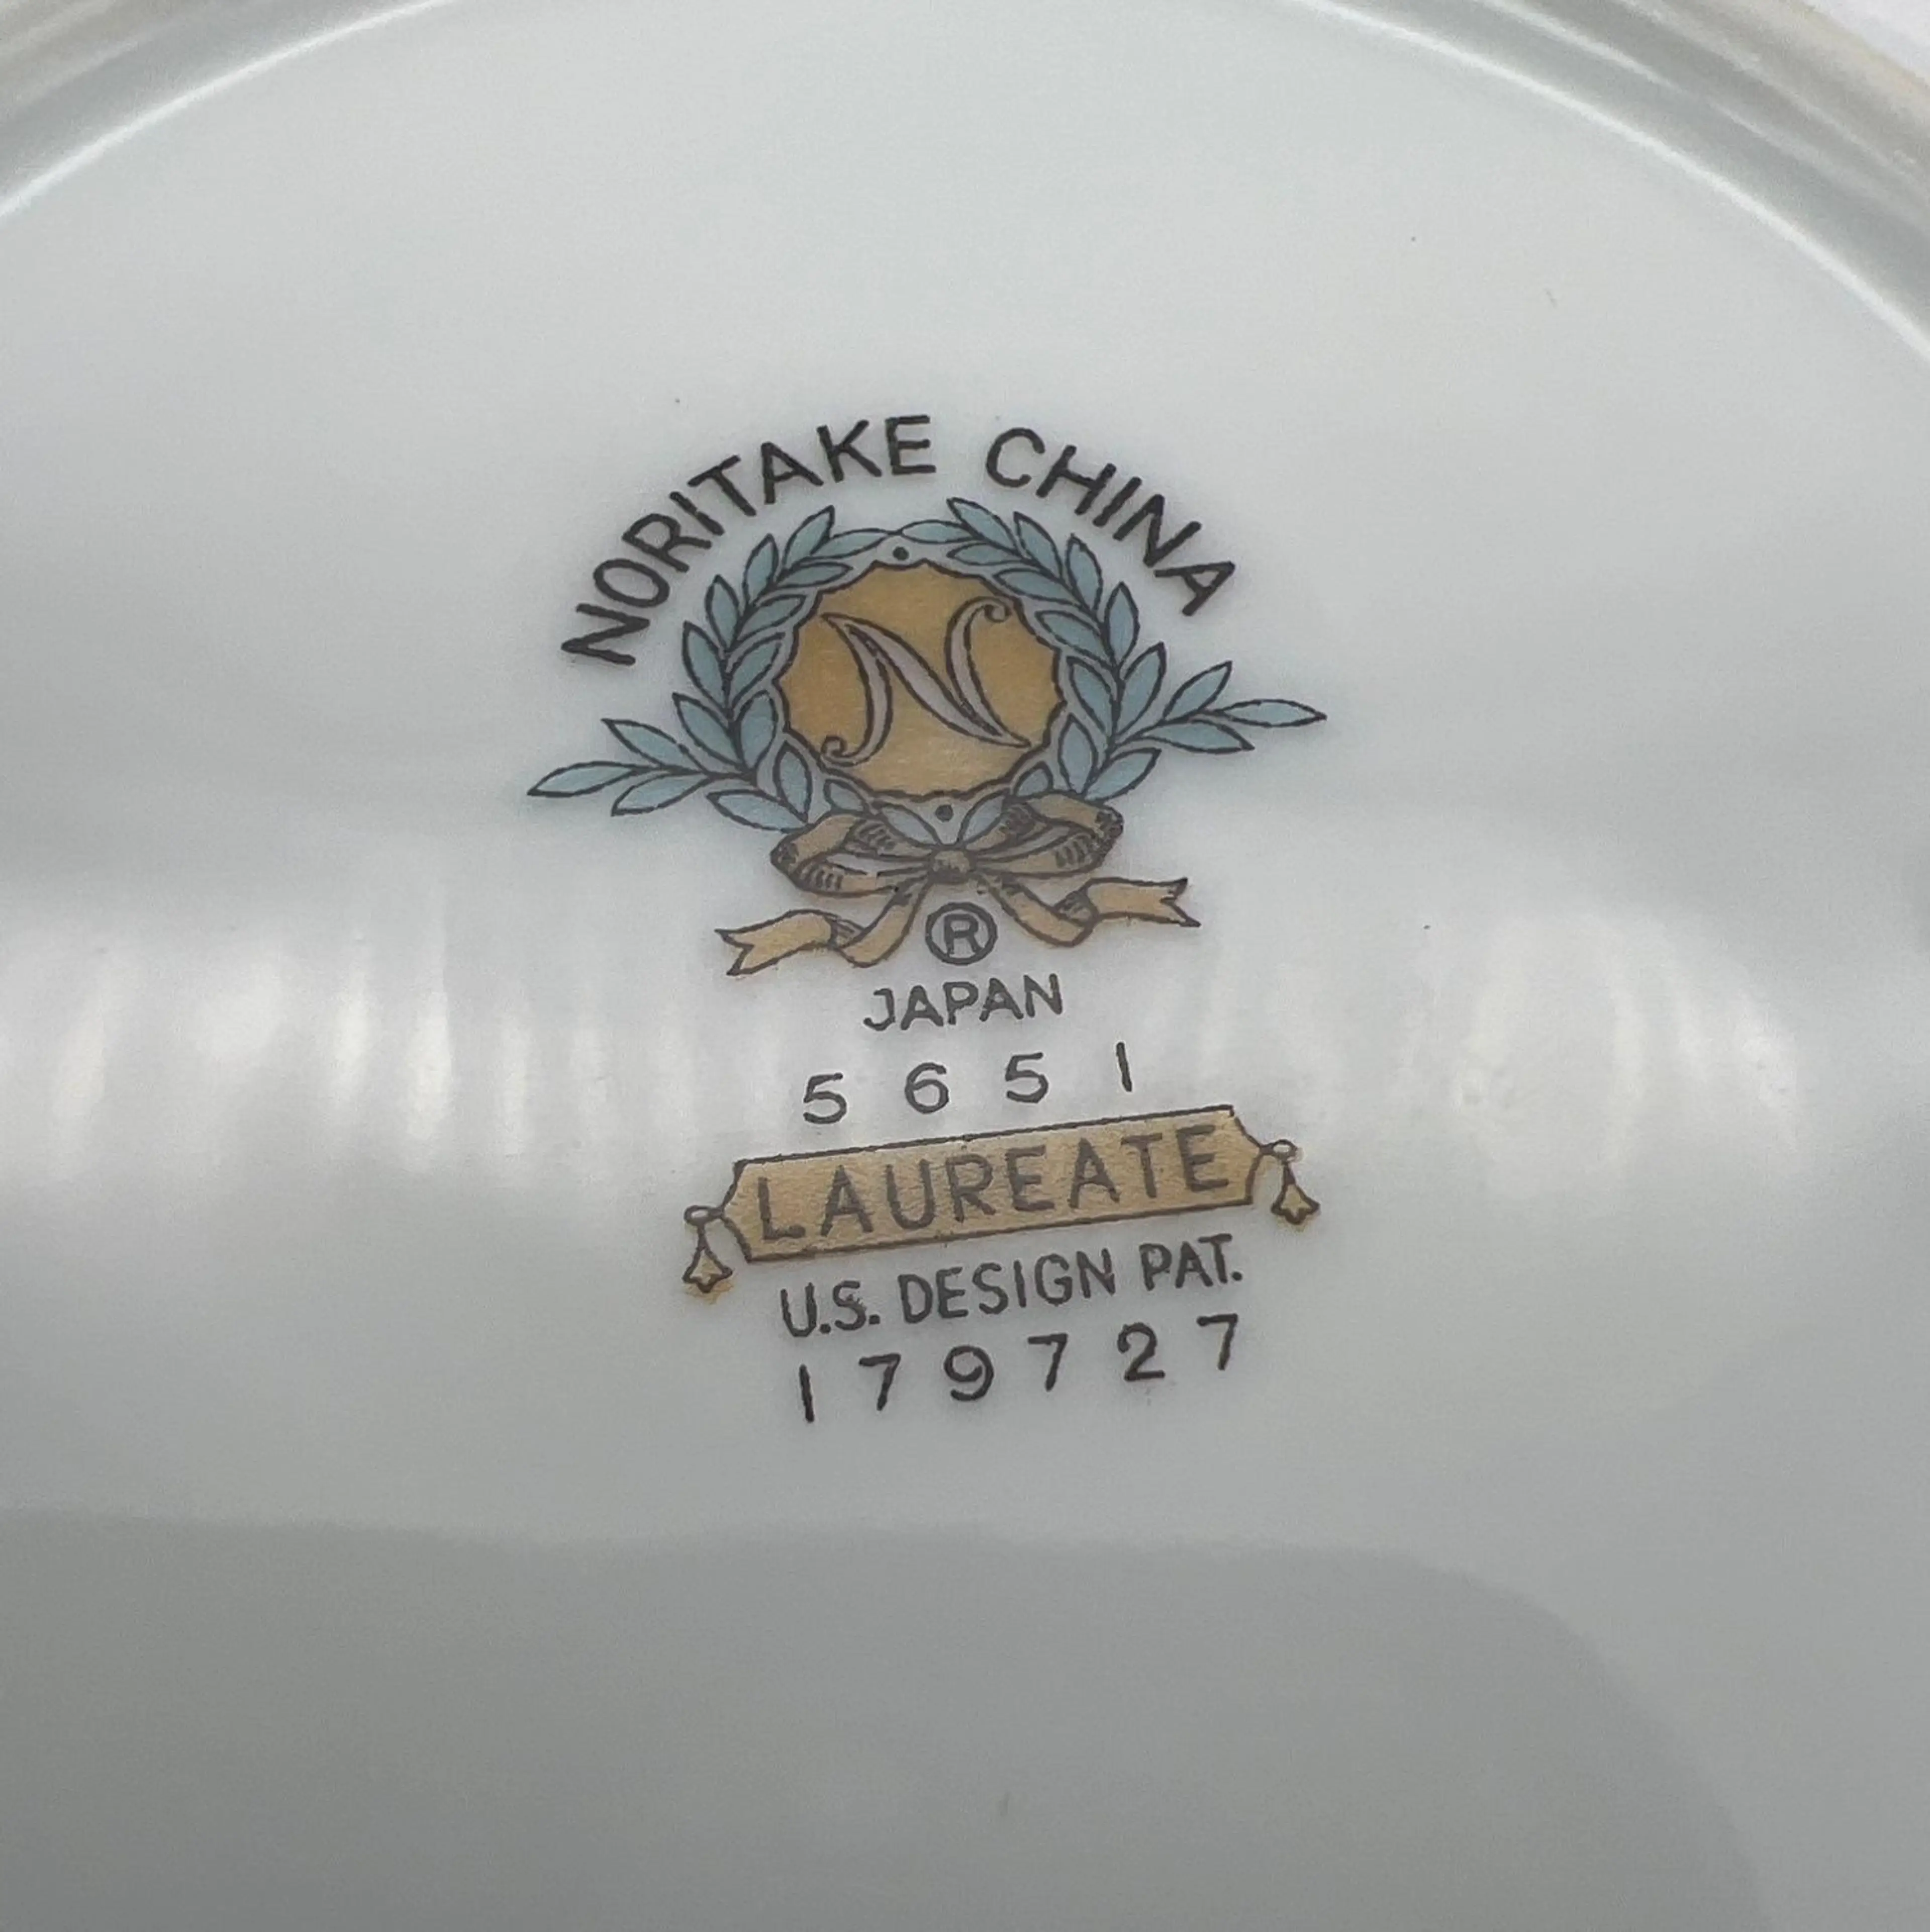 NORITAKE CHINA
N
®
JAPAN
5651
LAUREATE
U.S. DESIGN PAT.
179727